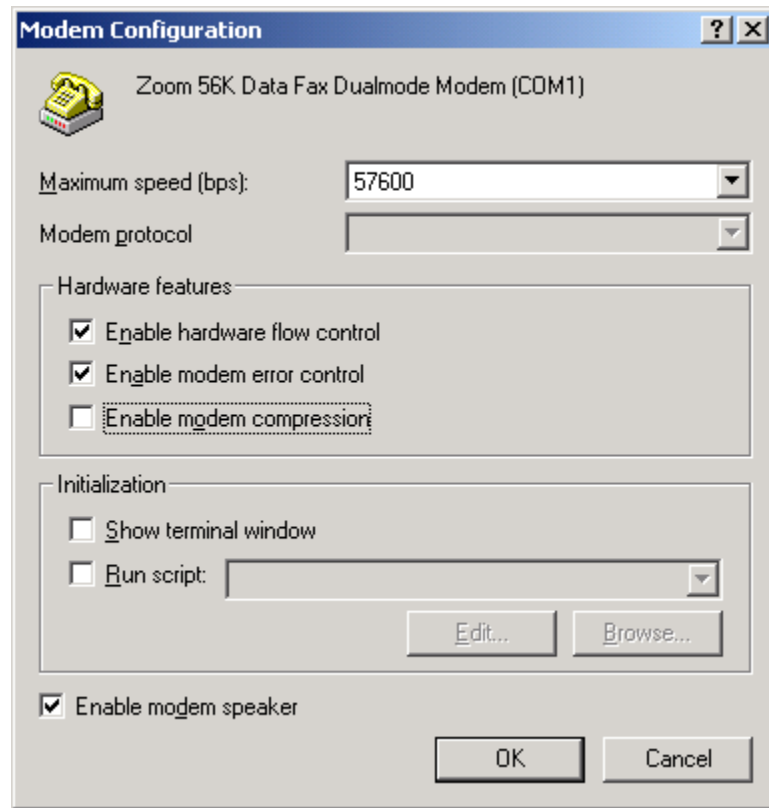 Modem Configuration
Zoom 56K Data Fax Dualmode Modem (COM1)
Maximum speed (bps): 57600
Modem protocol
Hardware features
Enable hardware flow control
Enable modem error control
Enable modem compression
Initialization
Show terminal window
Run script:
Edit... Browse...
Enable modem speaker
OK Cancel